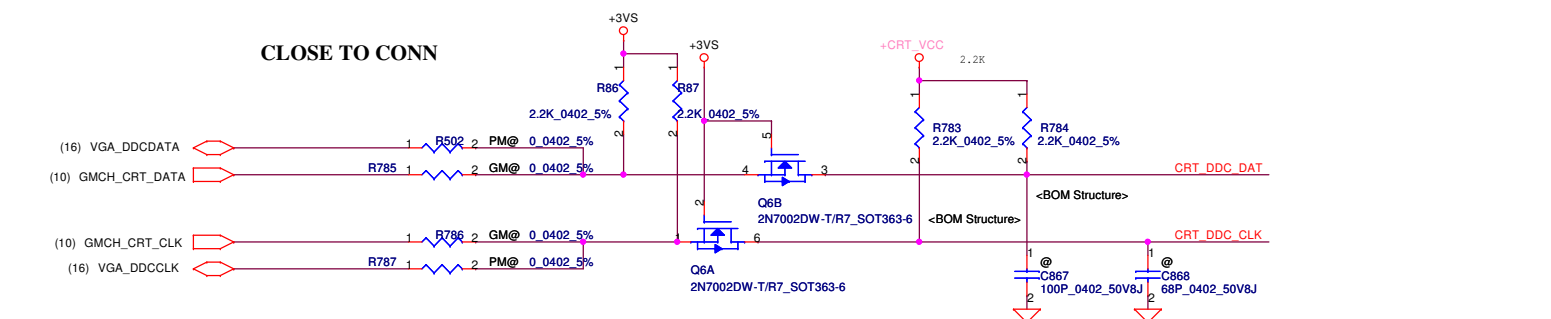 +3VS
+3VS
+CRT_VCC
CLOSE TO CONN
2.2K
1
1
1
1
R86
R87
2.2K_0402_5%
2.2K_0402_5%
R783
2.2K_0402_5%
R784
2.2K_0402_5%
2
2
5
2
2
(16) VGA_DDCDATA
1
R502
2
PM@
0_0402_5%
(10) GMCH_CRT_DATA
R785
1
2
GM@
0_0402_5%
4
3
CRT_DDC_DAT
<BOM Structure>
Q6B
2N7002DW-T/R7_SOT363-6
<BOM Structure>
2
(10) GMCH_CRT_CLK
1
R786
2
GM@
0_0402_5%
1
6
CRT_DDC_CLK
(16) VGA_DDCCLK
R787
1
2
PM@
0_0402_5%
Q6A
2N7002DW-T/R7_SOT363-6
1
@
C867
100P_0402_50V8J
2
1
@
C868
68P_0402_50V8J
2